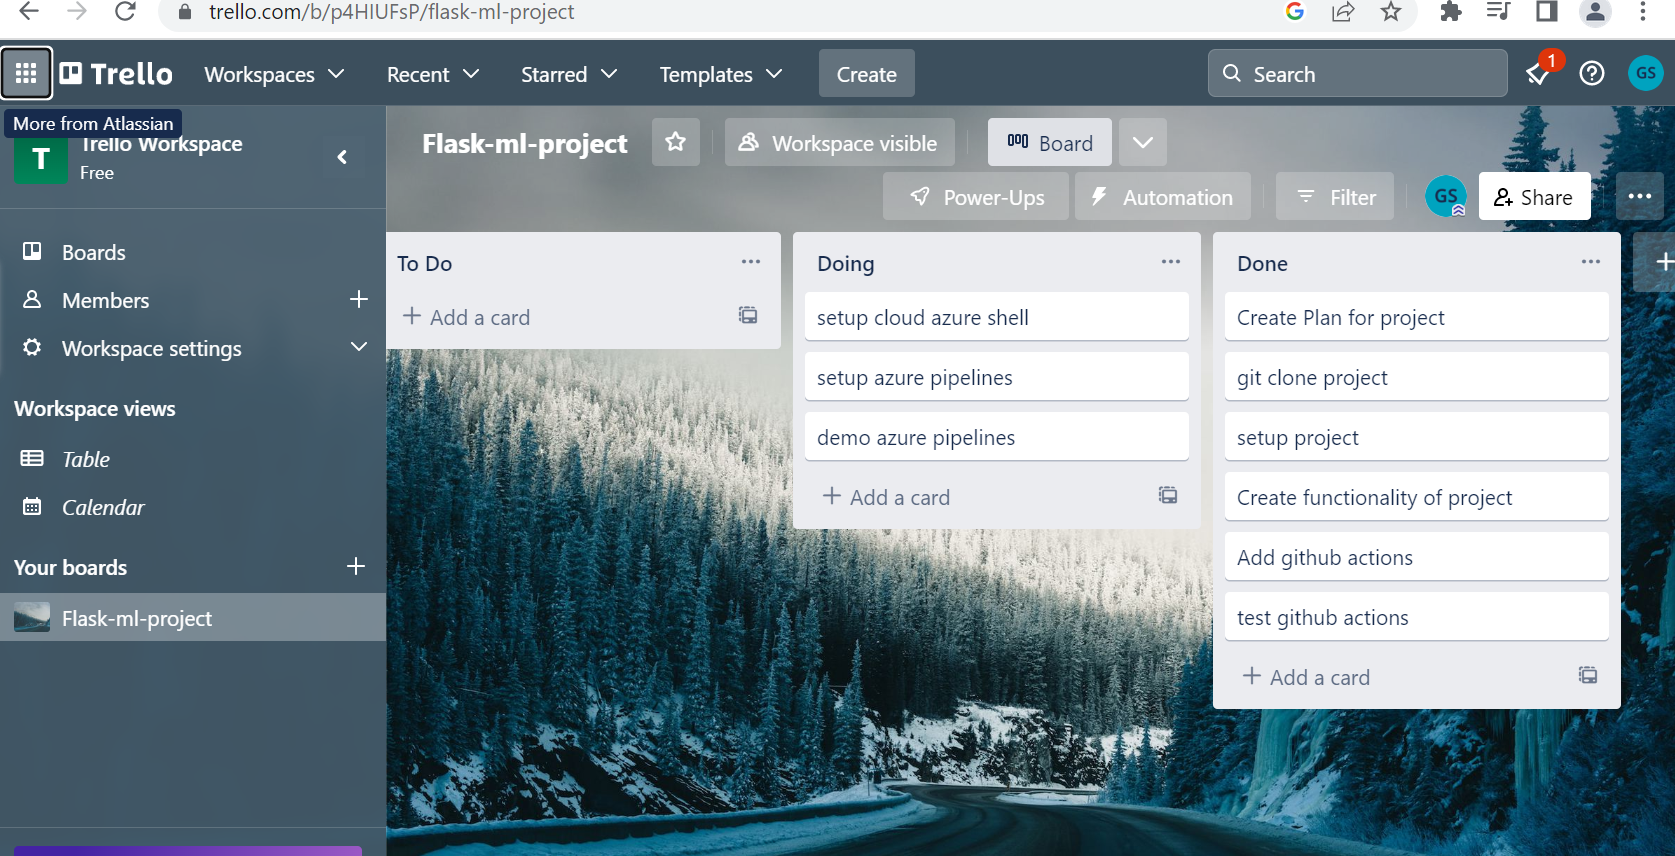 trello.com/b/p4HIUFsP/flask-ml-project
Trello
Workspaces
Recent
Starred
Templates
Create
Search
1
GS
More from Atlassian
T
Trello Workspace
Free
Flask-ml-project
Workspace visible
Board
Power-Ups
Automation
Filter
GS
Share
Boards
Members
Workspace settings
Workspace views
Table
Calendar
Your boards
Flask-ml-project
To Do
Add a card
Doing
setup cloud azure shell
setup azure pipelines
demo azure pipelines
Add a card
Done
Create Plan for project
git clone project
setup project
Create functionality of project
Add github actions
test github actions
Add a card